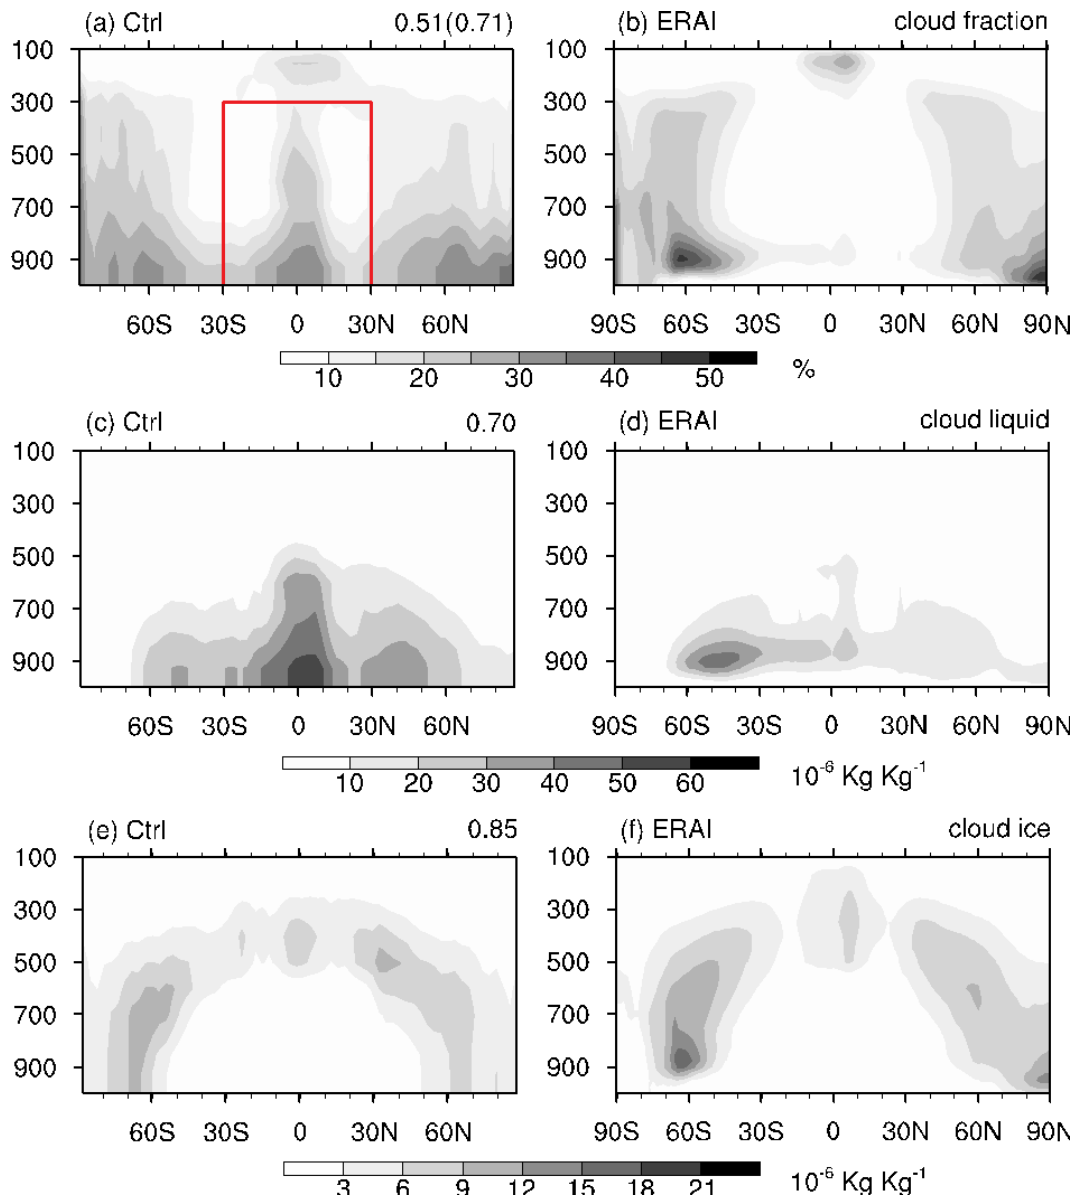 (a) Ctrl 0.51(0.71) (b) ERAI cloud fraction
100 100
300 300
500 500
700 700
900 900
60S 30S 0 30N 60N 90S 60S 30S 0 30N 60N 90N
10 20 30 40 50 %
(c) Ctrl 0.70 (d) ERAI cloud liquid
100 100
300 300
500 500
700 700
900 900
60S 30S 0 30N 60N 90S 60S 30S 0 30N 60N 90N
10 20 30 40 50 60 10⁻⁶ Kg Kg⁻¹
(e) Ctrl 0.85 (f) ERAI cloud ice
100 100
300 300
500 500
700 700
900 900
60S 30S 0 30N 60N 90S 60S 30S 0 30N 60N 90N
3 6 9 12 15 18 21 10⁻⁶ Kg Kg⁻¹